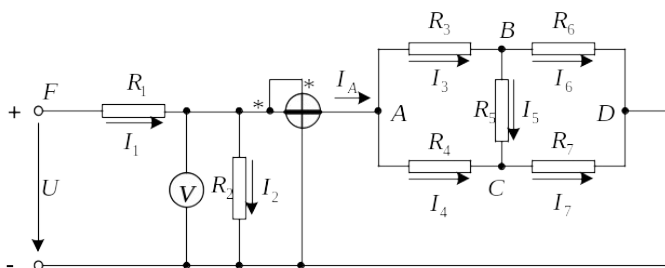 R3 B R6
F R1 * * IA I3 I6
+ A R5 I5 D
I1 R4 R7
U V R2 I2 C
I4 I7
-